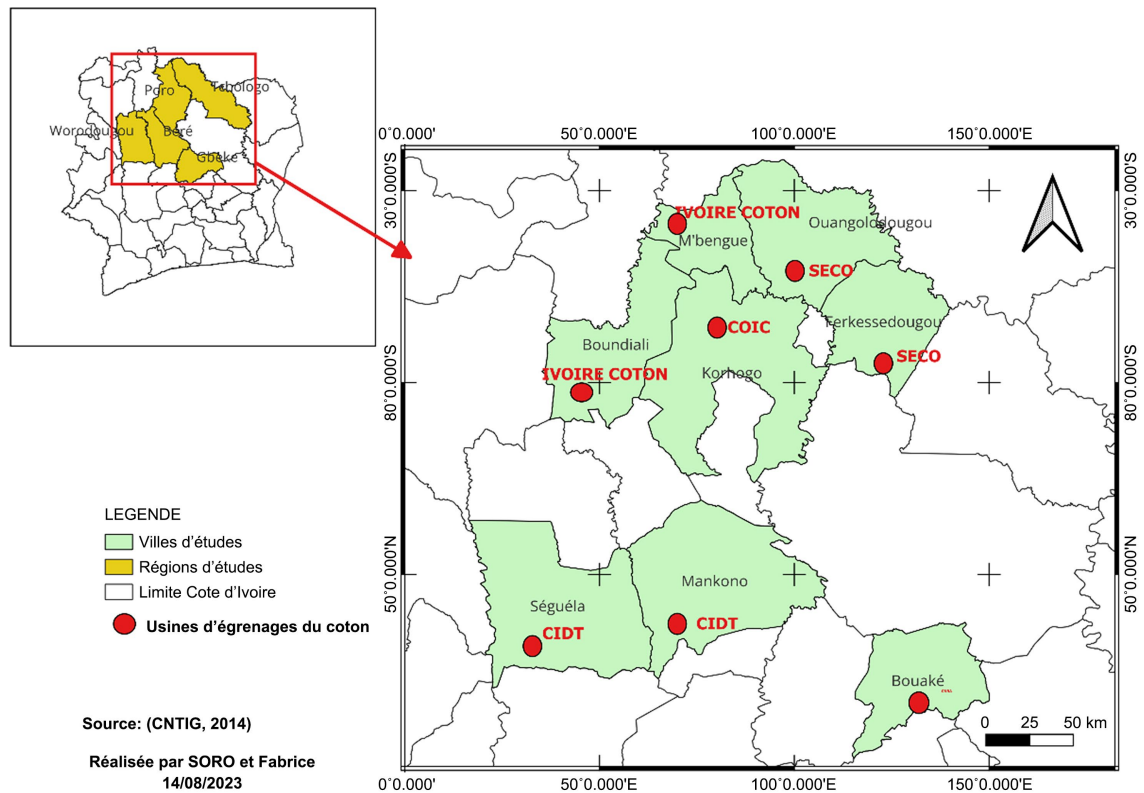 Poro
Tchologo
Worodougou
Béré
Gbèkè
0°0.000'
50°0.000'E
100°0.000'E
150°0.000'E
30°0.000'S
30°0.000'S
IVOIRE COTON
Ouangolodougou
M'bengue
SECO
Ferkessedougou
COIC
Boundiali
SECO
IVOIRE COTON
Korhogo
80°0.000'S
80°0.000'S
LEGENDE
Villes d'études
Régions d'études
Limite Cote d'Ivoire
Usines d'égrenages du coton
50°0.000'N
50°0.000'N
Mankono
Séguéla
CIDT
CIDT
Bouaké
0 25 50 km
Source: (CNTIG, 2014)
Réalisée par SORO et Fabrice
14/08/2023
0°0.000'E
50°0.000'E
100°0.000'E
150°0.000'E